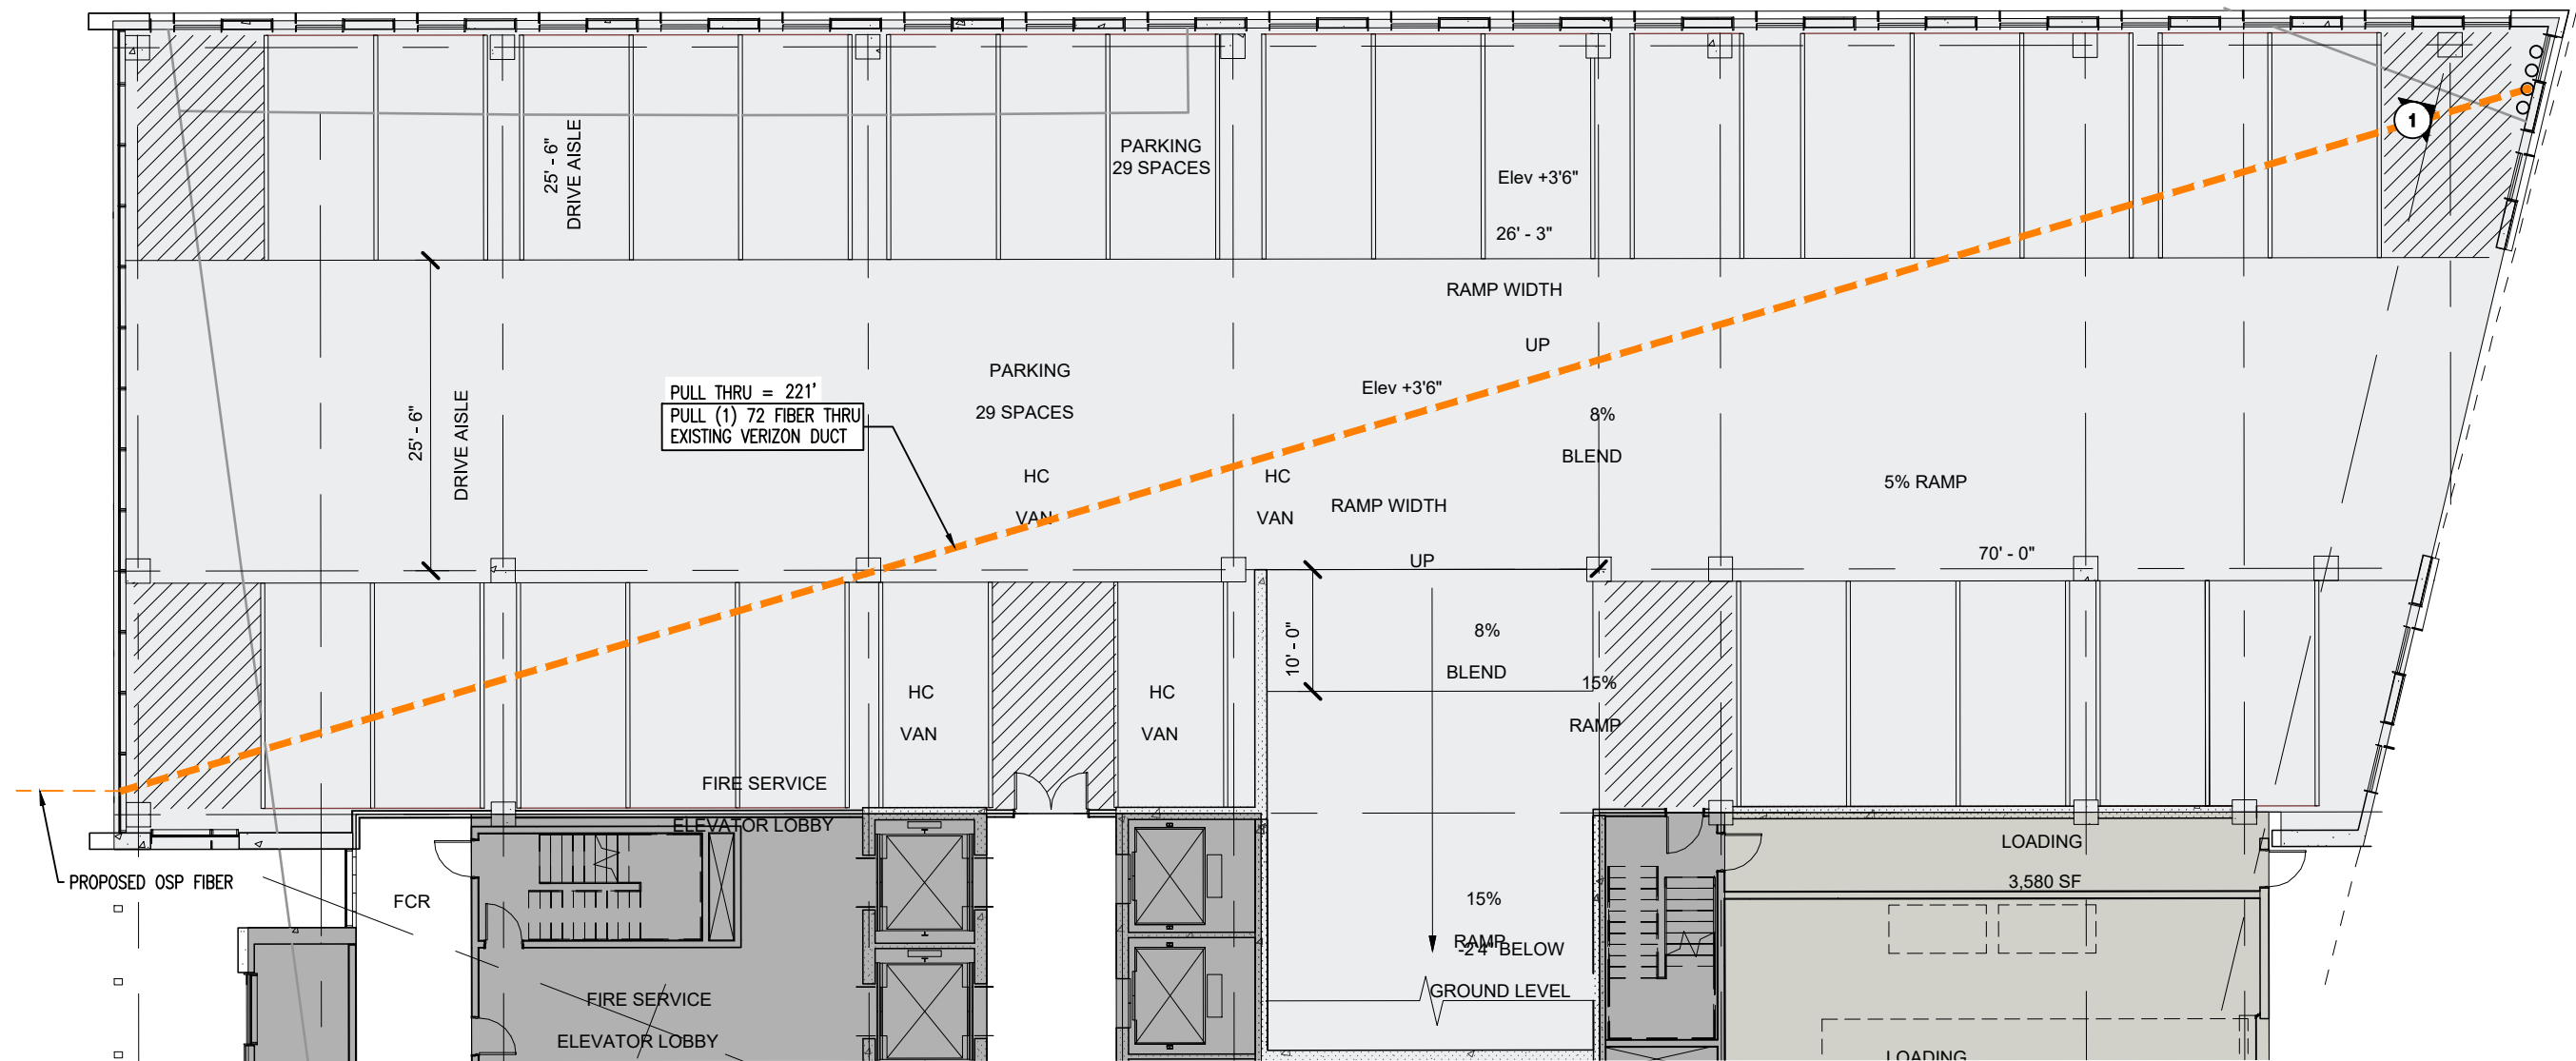 25' - 6"
DRIVE AISLE
PARKING
29 SPACES
Elev +3'6"
26' - 3"
1
RAMP WIDTH
UP
PULL THRU = 221'
PULL (1) 72 FIBER THRU
EXISTING VERIZON DUCT
25' - 6"
DRIVE AISLE
PARKING
29 SPACES
Elev +3'6"
8%
BLEND
HC
VAN
HC
VAN
RAMP WIDTH
5% RAMP
UP
70' - 0"
10' - 0"
8%
BLEND
HC
VAN
HC
VAN
15%
RAMP
FIRE SERVICE
ELEVATOR LOBBY
PROPOSED OSP FIBER
FCR
LOADING
3,580 SF
15%
RAMP
-2'4" BELOW
GROUND LEVEL
FIRE SERVICE
ELEVATOR LOBBY
LOADING